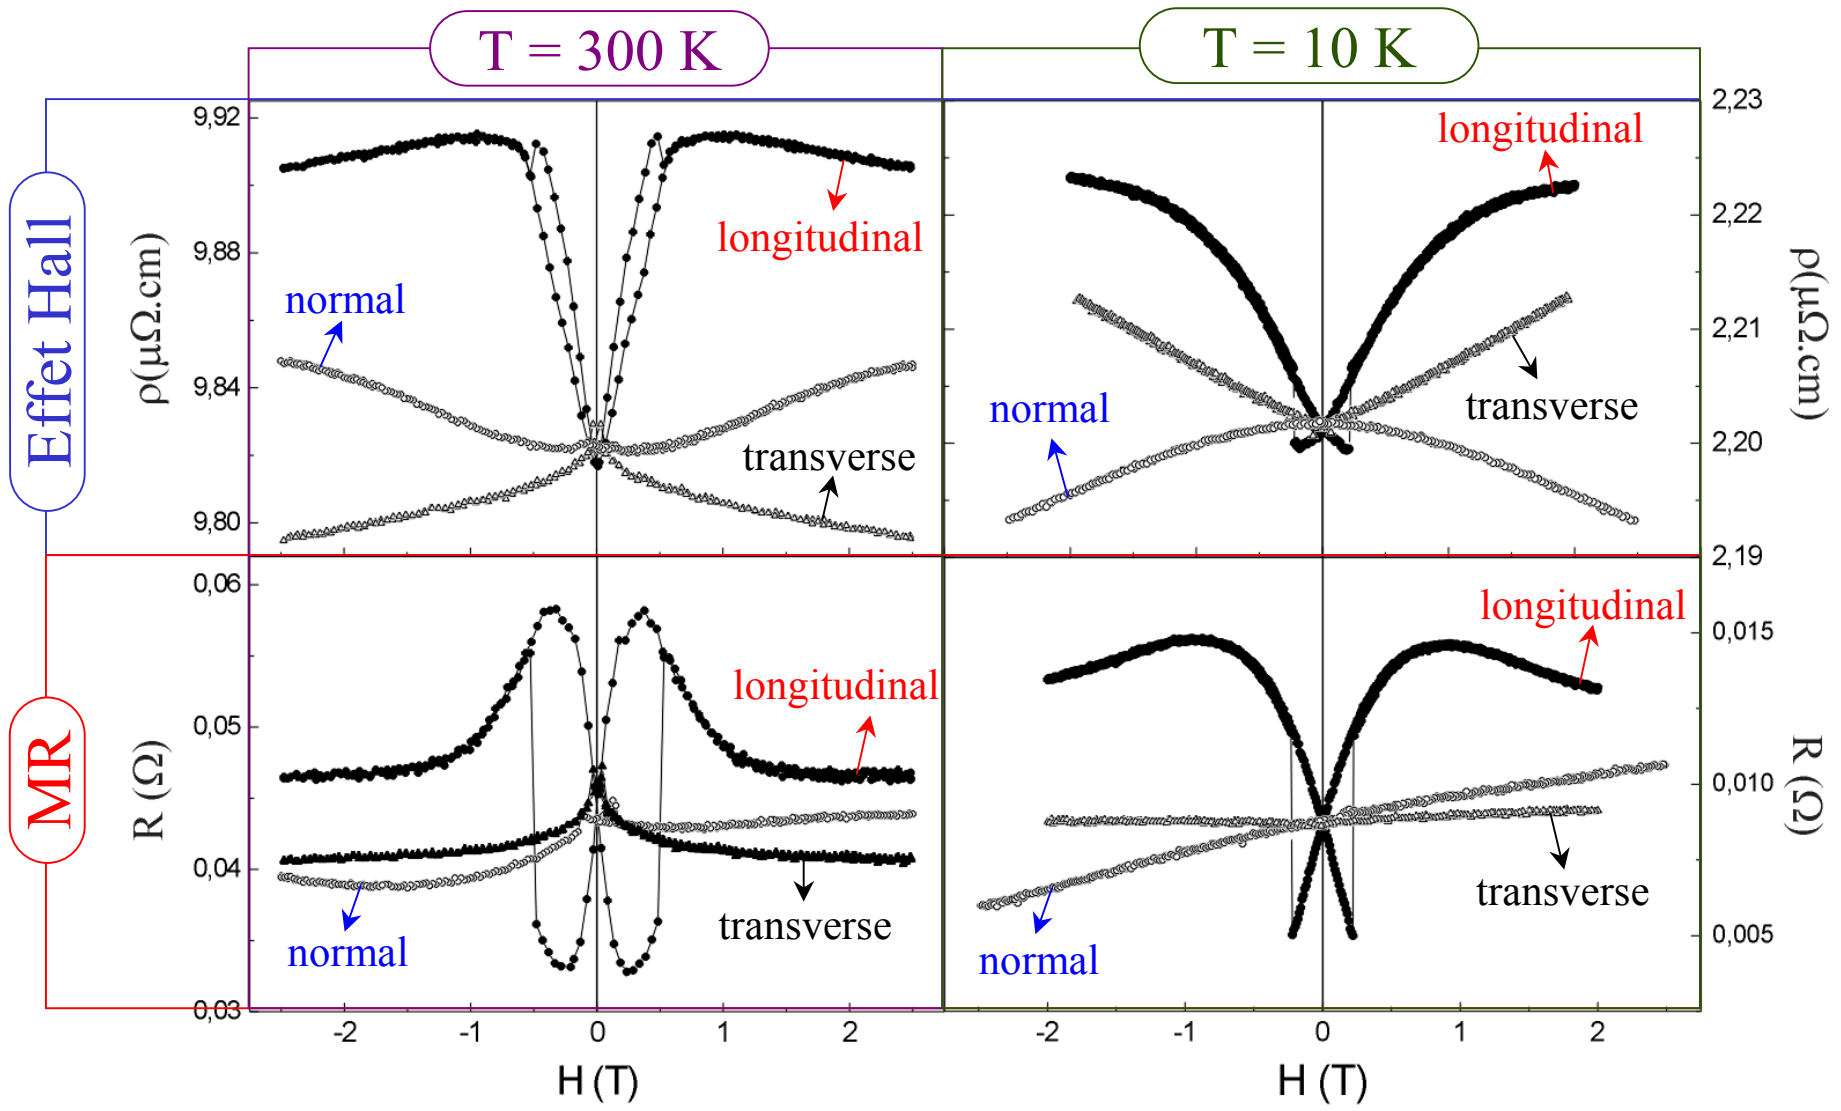 T = 300 K
T = 10 K
Effet Hall
ρ(μΩ.cm)
9,92
9,88
9,84
9,80
longitudinal
normal
transverse
longitudinal
normal
transverse
2,23
2,22
2,21
2,20
2,19
ρ(μΩ.cm)
MR
R (Ω)
0,06
0,05
0,04
0,03
longitudinal
transverse
normal
-2 -1 0 1 2
H (T)
longitudinal
transverse
normal
0,015
0,010
0,005
R (Ω)
-2 -1 0 1 2
H (T)